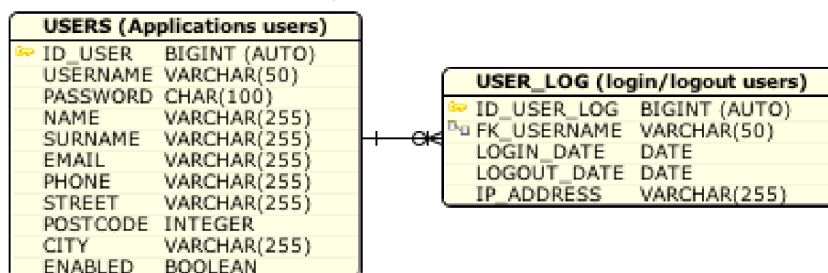 USERS (Applications users)
ID_USER BIGINT (AUTO)
USERNAME VARCHAR(50)
PASSWORD CHAR(100)
NAME VARCHAR(255)
SURNAME VARCHAR(255)
EMAIL VARCHAR(255)
PHONE VARCHAR(255)
STREET VARCHAR(255)
POSTCODE INTEGER
CITY VARCHAR(255)
ENABLED BOOLEAN
USER_LOG (login/logout users)
ID_USER_LOG BIGINT (AUTO)
FK_USERNAME VARCHAR(50)
LOGIN_DATE DATE
LOGOUT_DATE DATE
IP_ADDRESS VARCHAR(255)